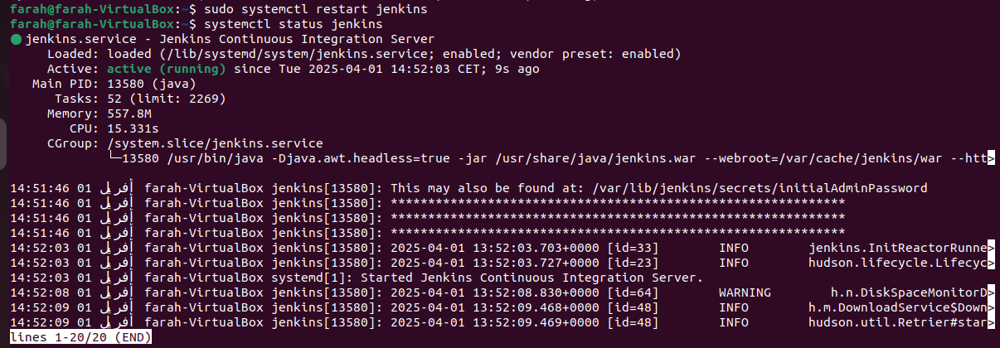 farah@farah-VirtualBox:~$ sudo systemctl restart jenkins
farah@farah-VirtualBox:~$ systemctl status jenkins
● jenkins.service - Jenkins Continuous Integration Server
     Loaded: loaded (/lib/systemd/system/jenkins.service; enabled; vendor preset: enabled)
     Active: active (running) since Tue 2025-04-01 14:52:03 CET; 9s ago
   Main PID: 13580 (java)
      Tasks: 52 (limit: 2269)
     Memory: 557.8M
        CPU: 15.331s
     CGroup: /system.slice/jenkins.service
             └─13580 /usr/bin/java -Djava.awt.headless=true -jar /usr/share/java/jenkins.war --webroot=/var/cache/jenkins/war --htt>
14:51:46 01 أفريل farah-VirtualBox jenkins[13580]: This may also be found at: /var/lib/jenkins/secrets/initialAdminPassword
14:51:46 01 أفريل farah-VirtualBox jenkins[13580]: *************************************************************
14:51:46 01 أفريل farah-VirtualBox jenkins[13580]: *************************************************************
14:51:46 01 أفريل farah-VirtualBox jenkins[13580]: *************************************************************
14:52:03 01 أفريل farah-VirtualBox jenkins[13580]: 2025-04-01 13:52:03.703+0000 [id=33]        INFO        jenkins.InitReactorRunne>
14:52:03 01 أفريل farah-VirtualBox jenkins[13580]: 2025-04-01 13:52:03.727+0000 [id=23]        INFO        hudson.lifecycle.Lifecyc>
14:52:03 01 أفريل farah-VirtualBox systemd[1]: Started Jenkins Continuous Integration Server.
14:52:08 01 أفريل farah-VirtualBox jenkins[13580]: 2025-04-01 13:52:08.830+0000 [id=64]        WARNING        h.n.DiskSpaceMonitorD>
14:52:09 01 أفريل farah-VirtualBox jenkins[13580]: 2025-04-01 13:52:09.468+0000 [id=48]        INFO        h.m.DownloadService$Down>
14:52:09 01 أفريل farah-VirtualBox jenkins[13580]: 2025-04-01 13:52:09.469+0000 [id=48]        INFO        hudson.util.Retrier#star>
lines 1-20/20 (END)